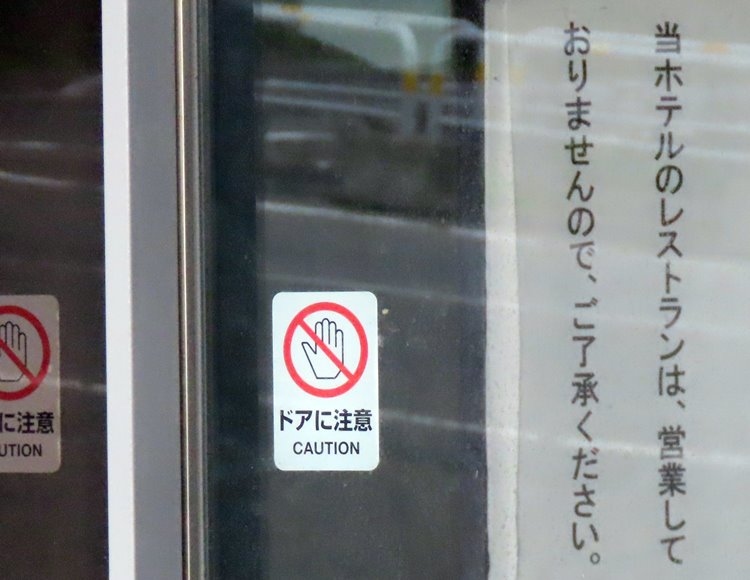 当ホテルのレストランは、営業して
おりませんので、ご了承ください。
ドアに注意
CAUTION
に注意
UTION